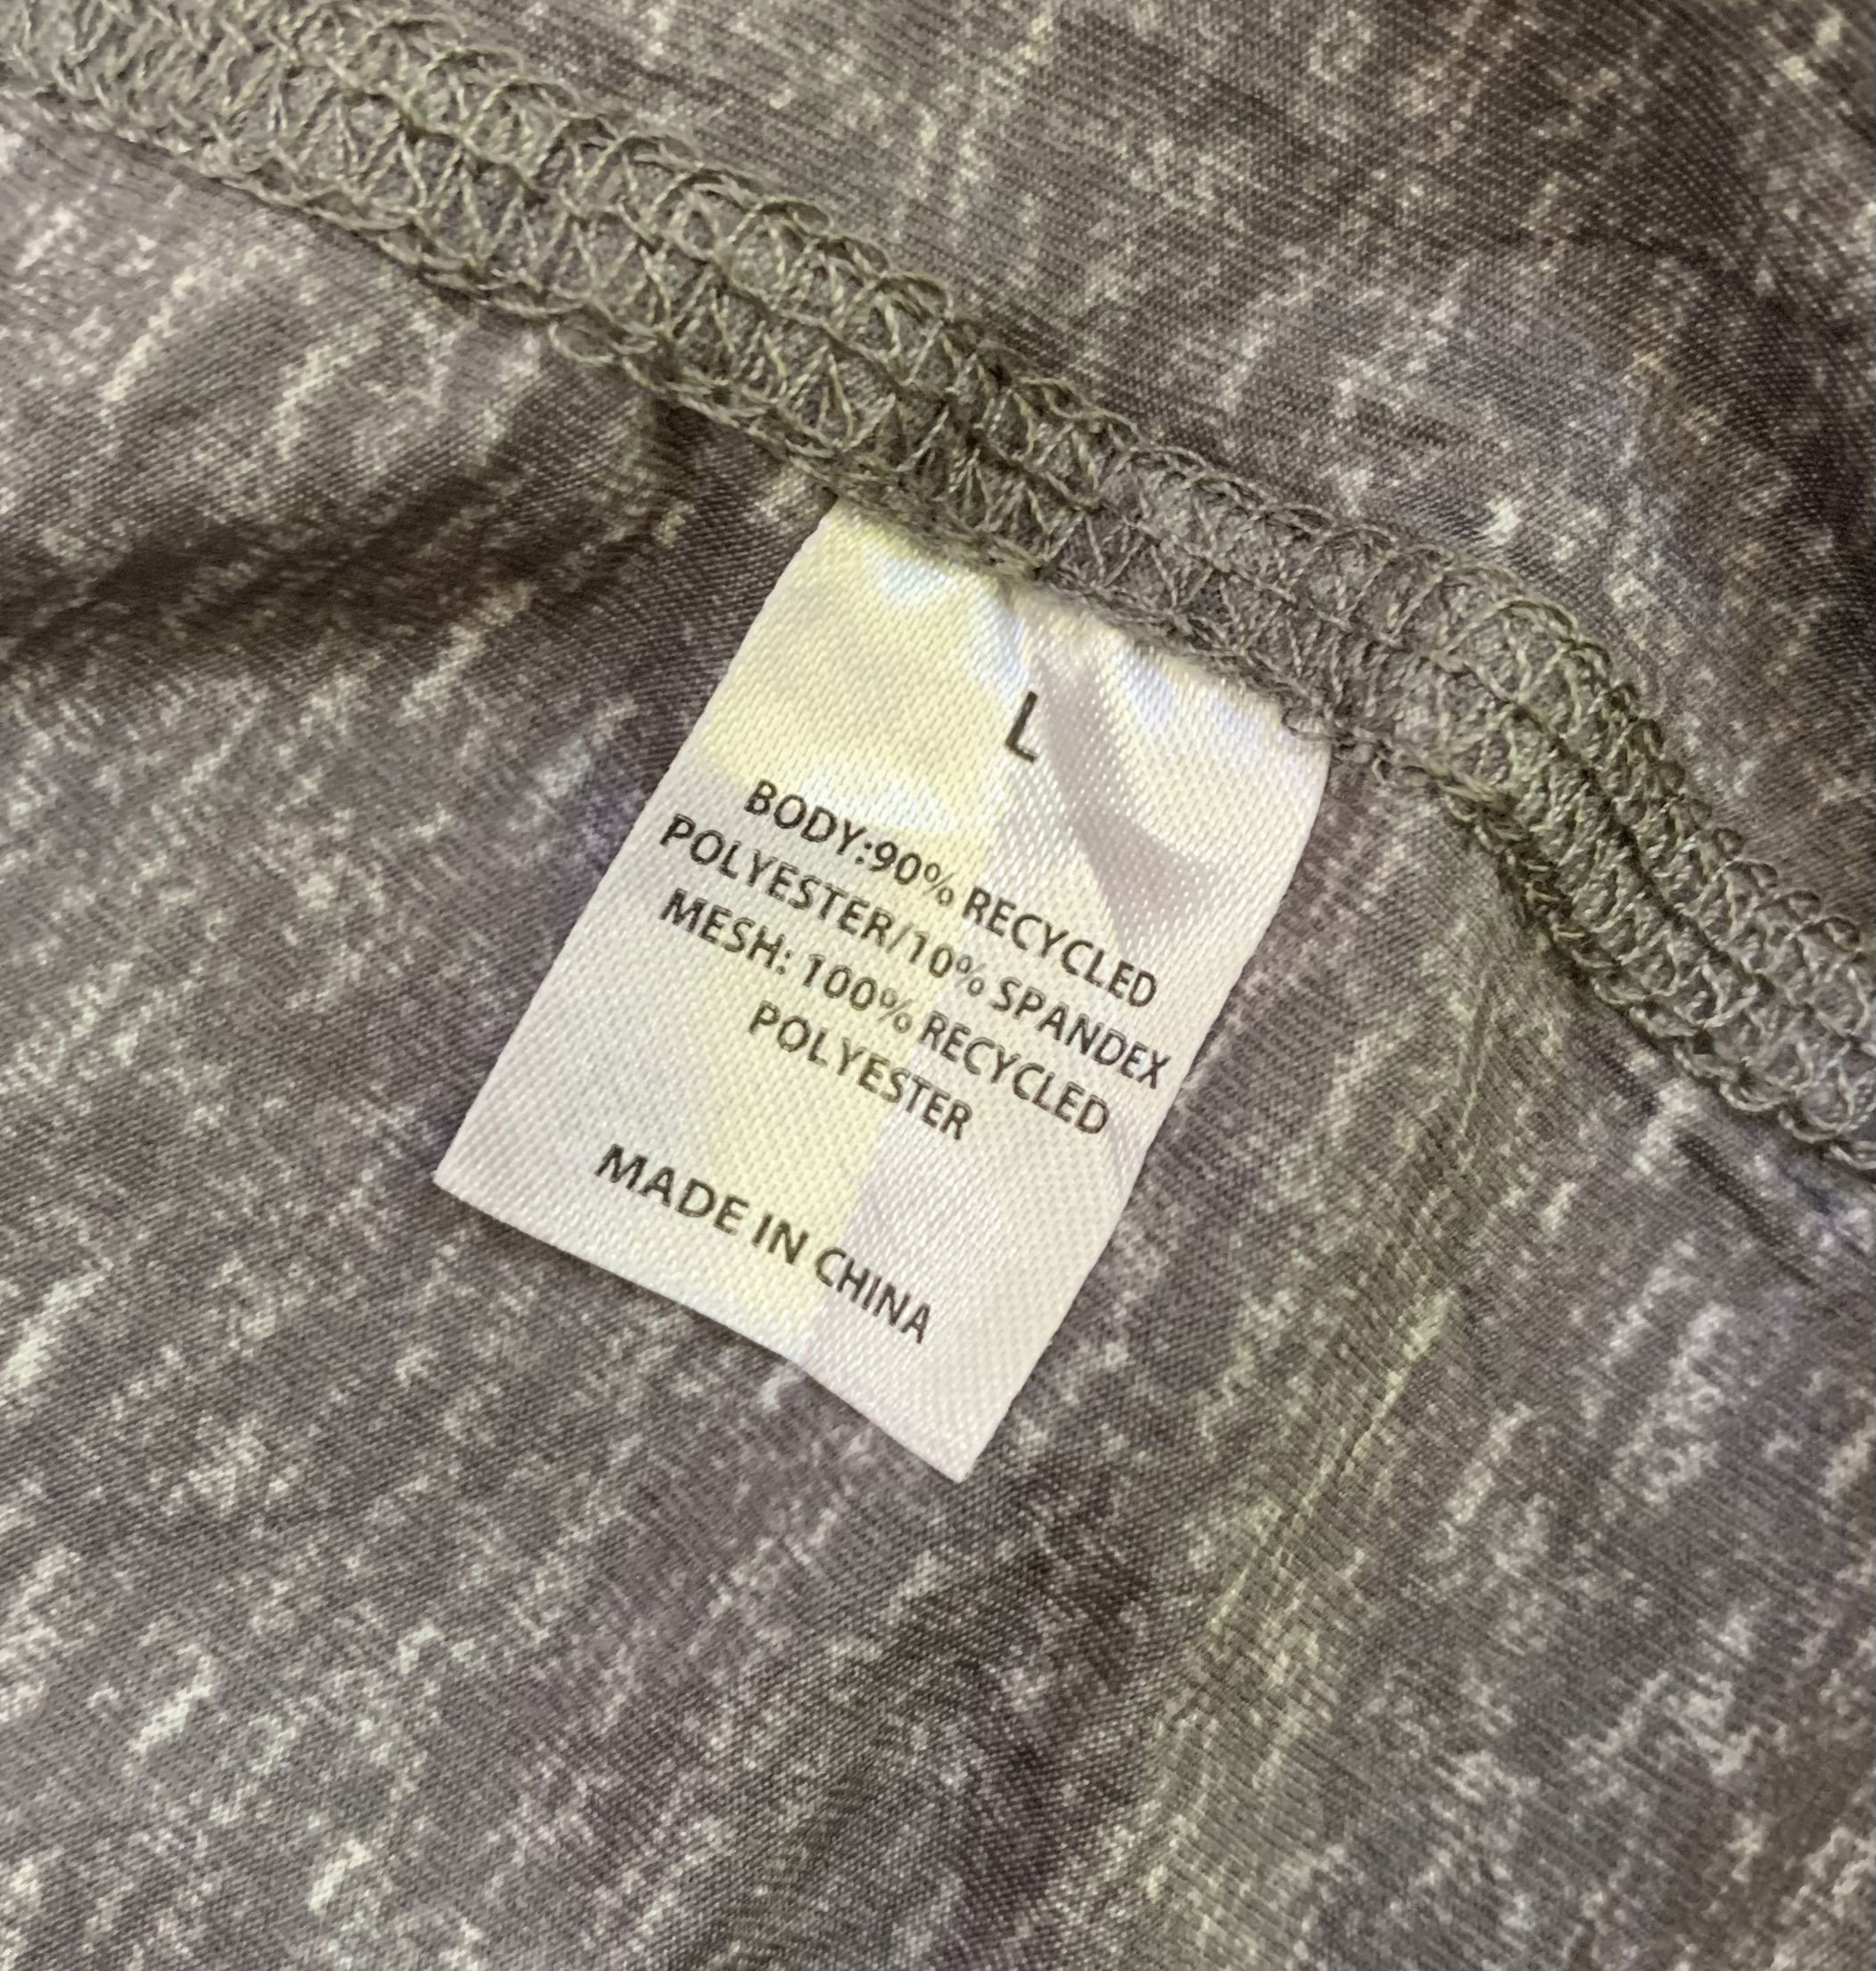 L
BODY:90% RECYCLED
POLYESTER/10% SPANDEX
MESH: 100% RECYCLED
POLYESTER
MADE IN CHINA